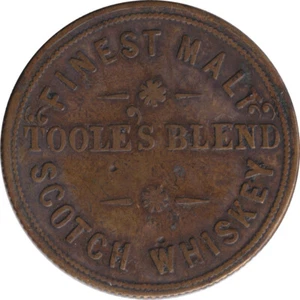 FINEST MALT
TOOLE'S BLEND
SCOTCH WHISKEY